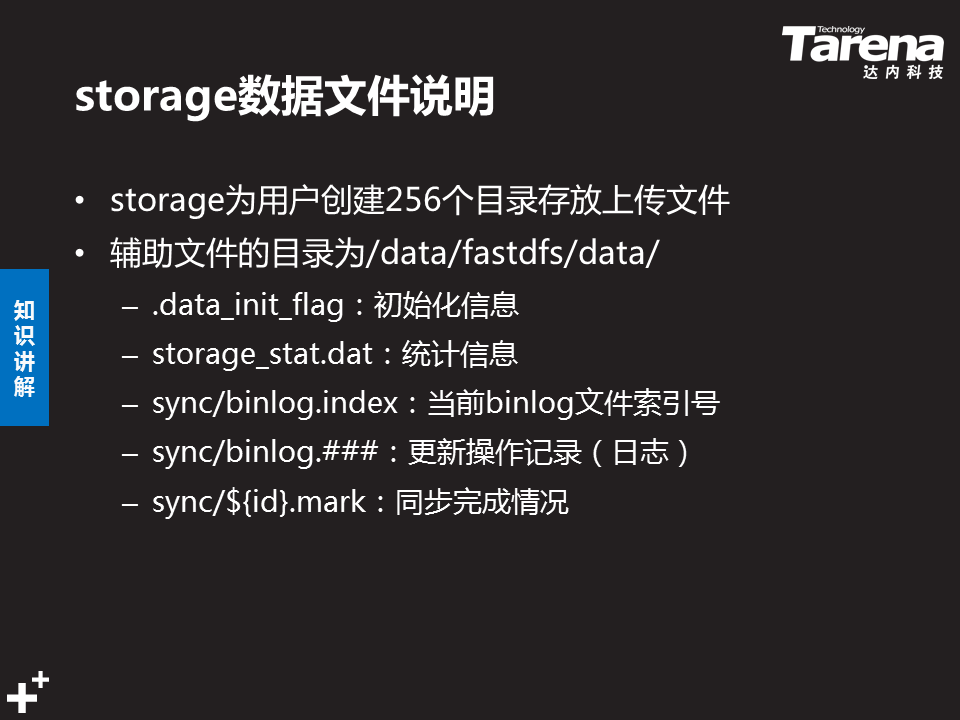 Technology
Tarena
达内科技
storage数据文件说明
• storage为用户创建256个目录存放上传文件
• 辅助文件的目录为/data/fastdfs/data/
– .data_init_flag：初始化信息
– storage_stat.dat：统计信息
– sync/binlog.index：当前binlog文件索引号
– sync/binlog.###：更新操作记录（日志）
– sync/${id}.mark：同步完成情况
知
识
讲
解